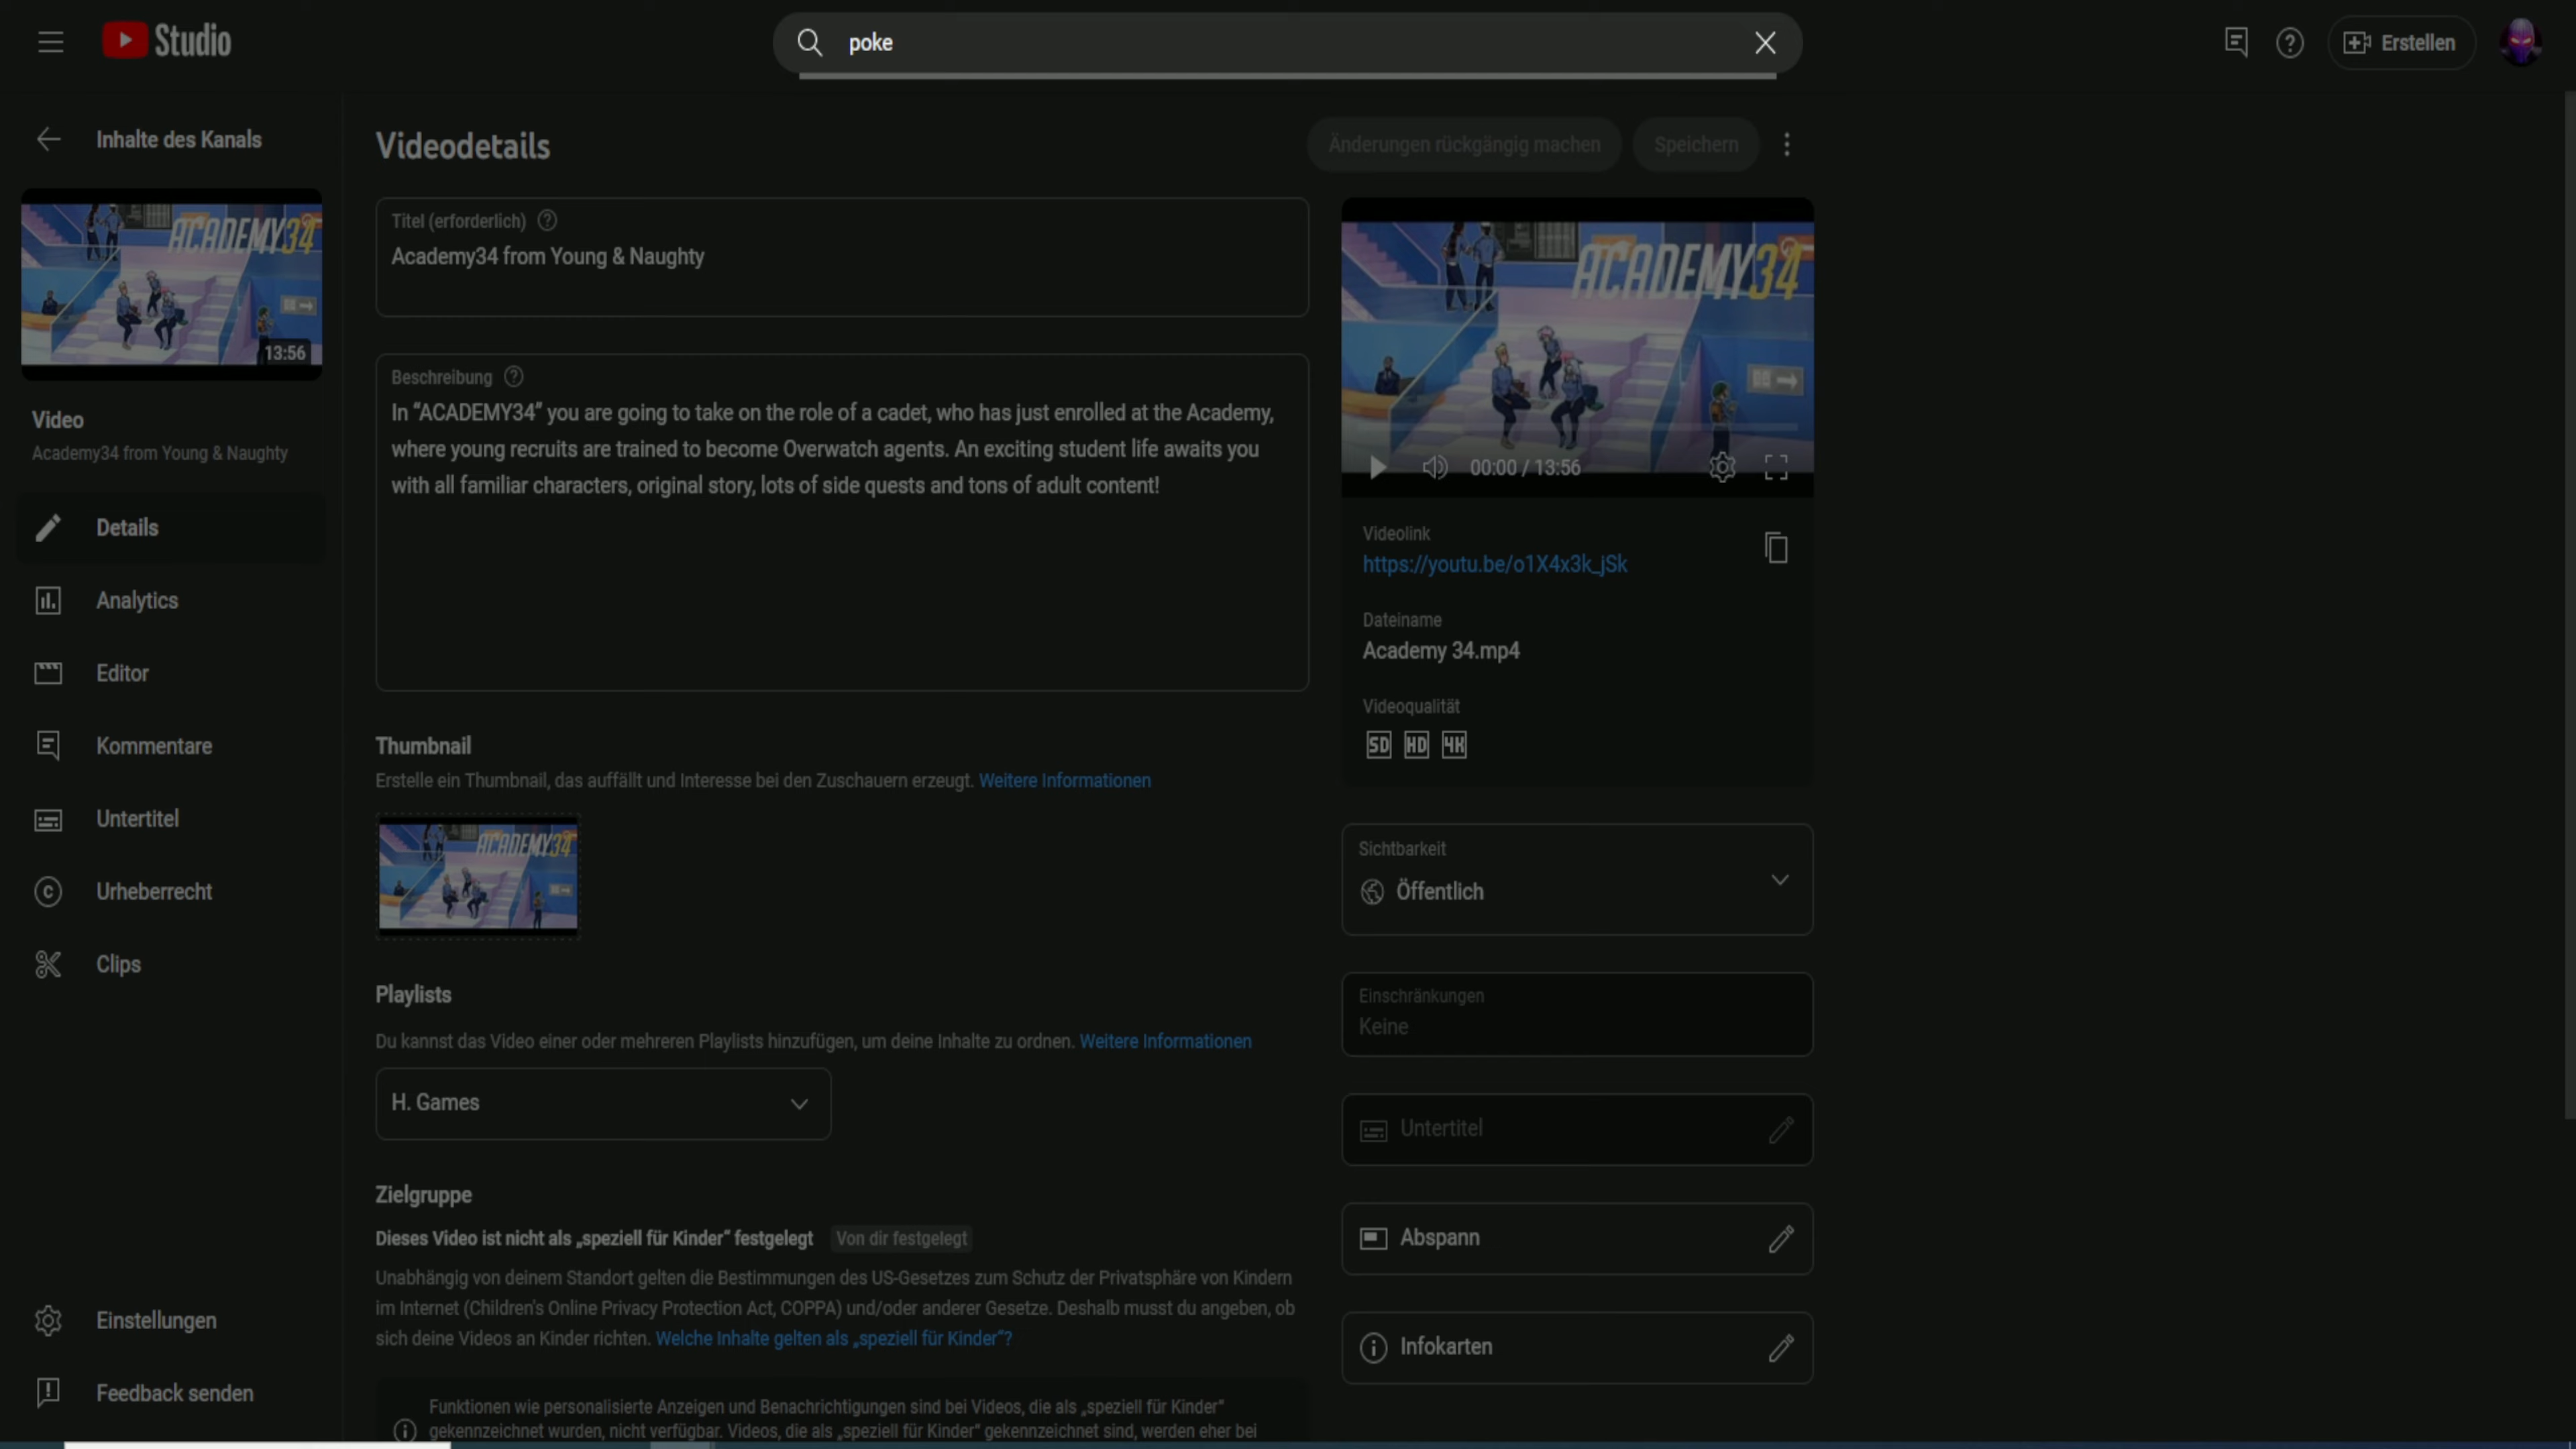 Studio
poke
Erstellen
Inhalte des Kanals
Videodetails
Änderungen rückgängig machen
Speichern
ACADEMY34
13:56
Video
Academy34 from Young & Naughty
Details
Analytics
Editor
Kommentare
Untertitel
Urheberrecht
Clips
Einstellungen
Feedback senden
Titel (erforderlich)
Academy34 from Young & Naughty
Beschreibung
In “ACADEMY34” you are going to take on the role of a cadet, who has just enrolled at the Academy,
where young recruits are trained to become Overwatch agents. An exciting student life awaits you
with all familiar characters, original story, lots of side quests and tons of adult content!
Thumbnail
Erstelle ein Thumbnail, das auffällt und Interesse bei den Zuschauern erzeugt. Weitere Informationen
ACADEMY34
Playlists
Du kannst das Video einer oder mehreren Playlists hinzufügen, um deine Inhalte zu ordnen. Weitere Informationen
H. Games
Zielgruppe
Dieses Video ist nicht als „speziell für Kinder“ festgelegt Von dir festgelegt
Unabhängig von deinem Standort gelten die Bestimmungen des US-Gesetzes zum Schutz der Privatsphäre von Kindern
im Internet (Children's Online Privacy Protection Act, COPPA) und/oder anderer Gesetze. Deshalb musst du angeben, ob
sich deine Videos an Kinder richten. Welche Inhalte gelten als „speziell für Kinder“?
Funktionen wie personalisierte Anzeigen und Benachrichtigungen sind bei Videos, die als „speziell für Kinder“
gekennzeichnet wurden, nicht verfügbar. Videos, die als „speziell für Kinder“ gekennzeichnet sind, werden eher bei
ACADEMY34
00:00 / 13:56
Videolink
https://youtu.be/o1X4x3k_jSk
Dateiname
Academy 34.mp4
Videoqualität
SD HD 4K
Sichtbarkeit
Öffentlich
Einschränkungen
Keine
Untertitel
Abspann
Infokarten